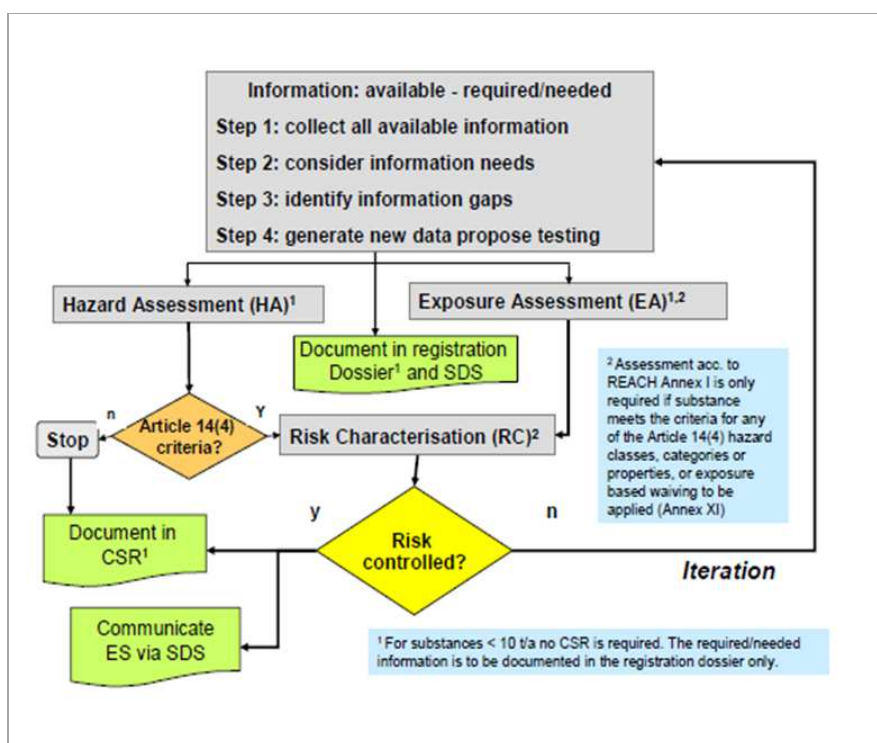 Information: available - required/needed
Step 1: collect all available information
Step 2: consider information needs
Step 3: identify information gaps
Step 4: generate new data propose testing
Hazard Assessment (HA)¹
Exposure Assessment (EA)¹,²
Document in registration
Dossier¹ and SDS
² Assessment acc. to
REACH Annex I is only
required if substance
meets the criteria for any
of the Article 14(4) hazard
classes, categories or
properties, or exposure
based waiving to be
applied (Annex XI)
n
Article 14(4)
criteria?
Y
Stop
Risk Characterisation (RC)²
y
n
Document in
CSR¹
Risk
controlled?
Iteration
Communicate
ES via SDS
¹ For substances < 10 t/a no CSR is required. The required/needed
information is to be documented in the registration dossier only.